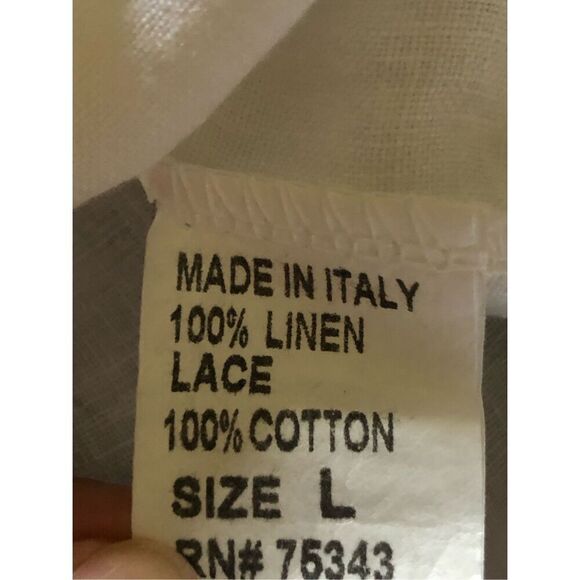 MADE IN ITALY
100% LINEN
LACE
100% COTTON
SIZE L
RN# 75343